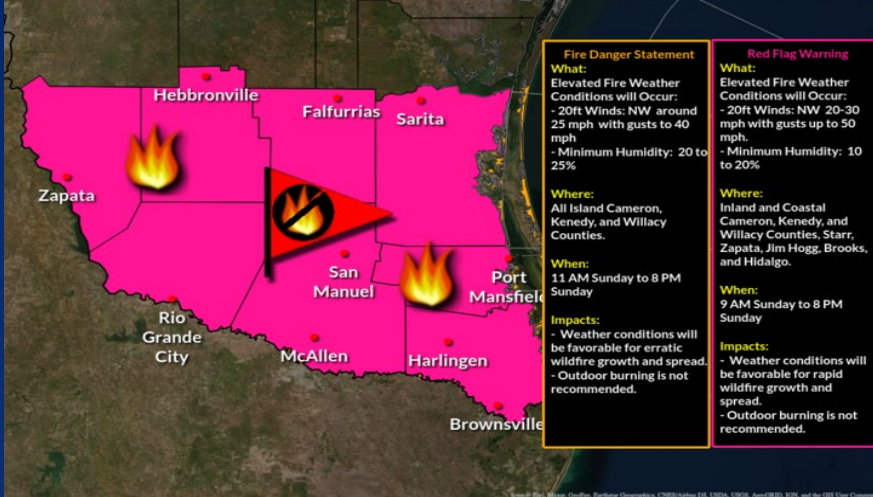 Hebbronville
Falfurrias
Sarita
Zapata
San
Manuel
Port
Mansfield
Rio
Grande
City
McAllen
Harlingen
Brownsville
Fire Danger Statement
What:
Elevated Fire Weather
Conditions will Occur:
- 20ft Winds: NW around
25 mph with gusts to 40
mph
- Minimum Humidity: 20 to
25%
Where:
All Island Cameron,
Kenedy, and Willacy
Counties.
When:
11 AM Sunday to 8 PM
Sunday
Impacts:
- Weather conditions will
be favorable for erratic
wildfire growth and spread.
- Outdoor burning is not
recommended.
Red Flag Warning
What:
Elevated Fire Weather
Conditions will Occur:
- 20ft Winds: NW 20-30
mph with gusts up to 50
mph.
- Minimum Humidity: 10
to 20%
Where:
Inland and Coastal
Cameron, Kenedy, and
Willacy Counties, Starr,
Zapata, Jim Hogg, Brooks,
and Hidalgo.
When:
9 AM Sunday to 8 PM
Sunday
Impacts:
- Weather conditions will
be favorable for rapid
wildfire growth and
spread.
- Outdoor burning is not
recommended.